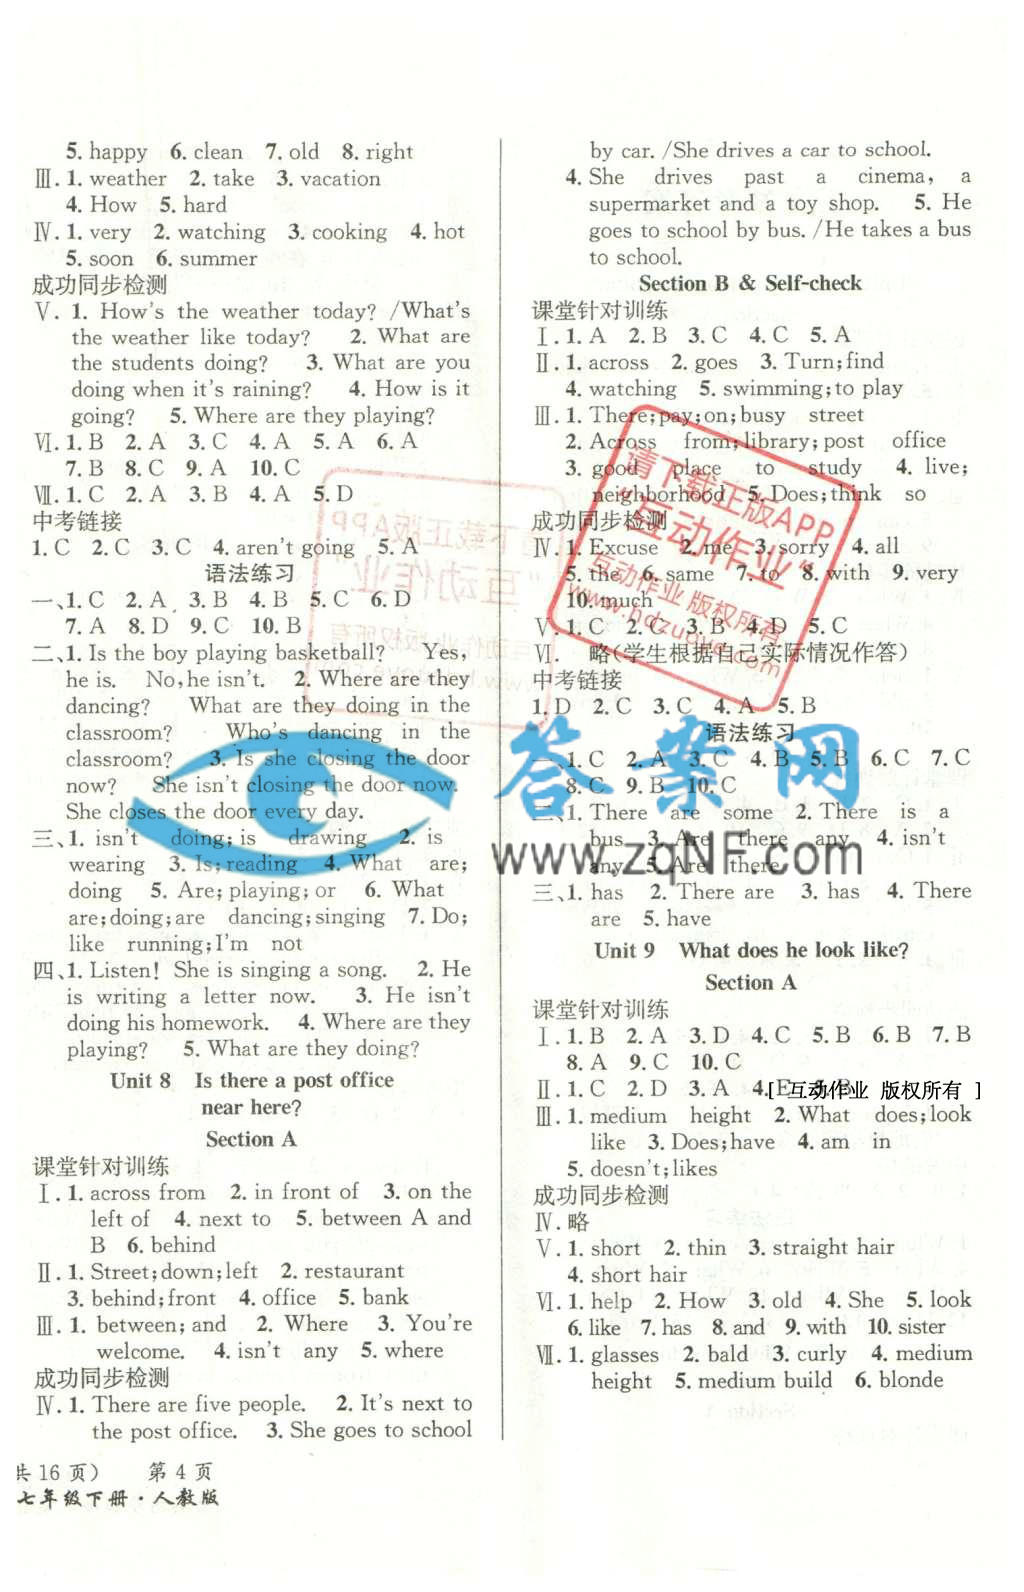 5. happy 6. clean 7. old 8. right
Ⅲ. 1. weather 2. take 3. vacation
4. How 5. hard
Ⅳ. 1. very 2. watching 3. cooking 4. hot
5. soon 6. summer
成功同步检测
Ⅴ. 1. How's the weather today? /What's
the weather like today? 2. What are
the students doing? 3. What are you
doing when it's raining? 4. How is it
going? 5. Where are they playing?
Ⅵ. 1. B 2. A 3. C 4. A 5. A 6. A
7. B 8. C 9. A 10. C
Ⅶ. 1. C 2. A 3. A 4. A 5. D
中考链接
1. C 2. C 3. C 4. aren't going 5. A
语法练习
一、1. C 2. A 3. B 4. B 5. C 6. D
7. A 8. D 9. C 10. B
二、1. Is the boy playing basketball? Yes,
he is. No, he isn't. 2. Where are they
dancing? What are they doing in the
classroom? Who's dancing in the
classroom? 3. Is she closing the door
now? She isn't closing the door now.
She closes the door every day.
三、1. isn't doing; is drawing 2. is
wearing 3. Is; reading 4. What are;
doing 5. Are; playing; or 6. What
are; doing; are dancing; singing 7. Do;
like running; I'm not
四、1. Listen! She is singing a song. 2. He
is writing a letter now. 3. He isn't
doing his homework. 4. Where are they
playing? 5. What are they doing?
Unit 8 Is there a post office
near here?
Section A
课堂针对训练
Ⅰ. 1. across from 2. in front of 3. on the
left of 4. next to 5. between A and
B 6. behind
Ⅱ. 1. Street; down; left 2. restaurant
3. behind; front 4. office 5. bank
Ⅲ. 1. between; and 2. Where 3. You're
welcome. 4. isn't any 5. where
成功同步检测
Ⅳ. 1. There are five people. 2. It's next to
the post office. 3. She goes to school
共 16 页） 第 4 页
七年级下册·人教版
by car. /She drives a car to school.
4. She drives past a cinema, a
supermarket and a toy shop. 5. He
goes to school by bus. /He takes a bus
to school.
Section B & Self-check
课堂针对训练
Ⅰ. 1. A 2. B 3. C 4. C 5. A
Ⅱ. 1. across 2. goes 3. Turn; find
4. watching 5. swimming; to play
Ⅲ. 1. There; pay; on; busy street
2. Across from; library; post office
3. good place to study 4. live;
neighborhood 5. Does; think so
成功同步检测
Ⅳ. 1. Excuse 2. me 3. sorry 4. all
5. the 6. same 7. to 8. with 9. very
10. much
Ⅴ. 1. C 2. C 3. B 4. D 5. C
Ⅵ. 略(学生根据自己实际情况作答)
中考链接
1. D 2. C 3. C 4. A 5. B
语法练习
一、1. C 2. A 3. C 4. B 5. B 6. C 7. C
8. C 9. B 10. C
二、1. There are some 2. There is a
bus 3. Are there any 4. isn't
any 5. Are there
三、1. has 2. There are 3. has 4. There
are 5. have
Unit 9 What does he look like?
Section A
课堂针对训练
Ⅰ. 1. B 2. A 3. D 4. C 5. B 6. B 7. B
8. A 9. C 10. C
Ⅱ. 1. C 2. D 3. A 4. E 5. B
Ⅲ. 1. medium height 2. What does; look
like 3. Does; have 4. am in
5. doesn't; likes
成功同步检测
Ⅳ. 略
Ⅴ. 1. short 2. thin 3. straight hair
4. short hair
Ⅵ. 1. help 2. How 3. old 4. She 5. look
6. like 7. has 8. and 9. with 10. sister
Ⅶ. 1. glasses 2. bald 3. curly 4. medium
height 5. medium build 6. blonde
请下载正版APP
“互动作业”
互动作业 版权所有
www.hdzuoye.com
答案网
www.zqNF.com
[ 互动作业 版权所有 ]